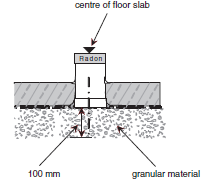 centre of floor slab
Radon
100 mm
granular material